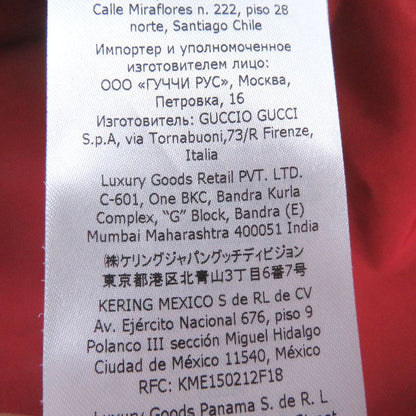 Calle Miraflores n. 222, piso 28
norte, Santiago Chile
Импортер и уполномоченное
изготовителем лицо:
ООО «ГУЧЧИ РУС», Москва,
Петровка, 16
Изготовитель: GUCCIO GUCCI
S.p.A, via Tornabuoni,73/R Firenze,
Italia
Luxury Goods Retail PVT. LTD.
C-601, One BKC, Bandra Kurla
Complex, “G” Block, Bandra (E)
Mumbai Maharashtra 400051 India
㈱ケリングジャパングッチディビジョン
東京都港区北青山3丁目6番7号
KERING MEXICO S de RL de CV
Av. Ejército Nacional 676, piso 9
Polanco III sección Miguel Hidalgo
Ciudad de México 11540, México
RFC: KME150212F18
Luxury Goods Panama S. de R. L
Street